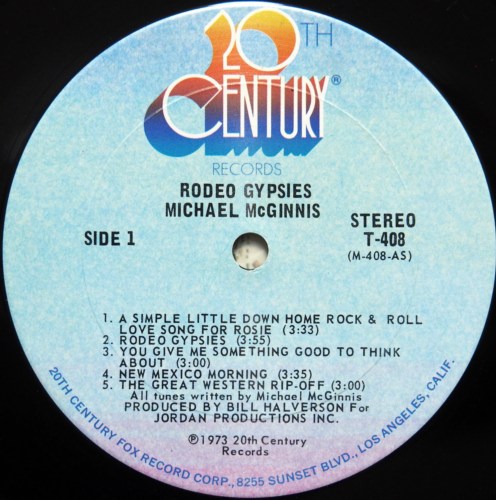 20TH
CENTURY®
RECORDS
RODEO GYPSIES
MICHAEL McGINNIS
SIDE 1
STEREO
T-408
(M-408-AS)
1. A SIMPLE LITTLE DOWN HOME ROCK & ROLL
LOVE SONG FOR ROSIE (3:33)
2. RODEO GYPSIES (3:55)
3. YOU GIVE ME SOMETHING GOOD TO THINK
ABOUT (3:00)
4. NEW MEXICO MORNING (3:35)
5. THE GREAT WESTERN RIP-OFF (3:00)
All tunes written by Michael McGinnis
PRODUCED BY BILL HALVERSON For
JORDAN PRODUCTIONS INC.
℗1973 20th Century
Records
20TH CENTURY FOX RECORD CORP., 8255 SUNSET BLVD., LOS ANGELES, CALIF.